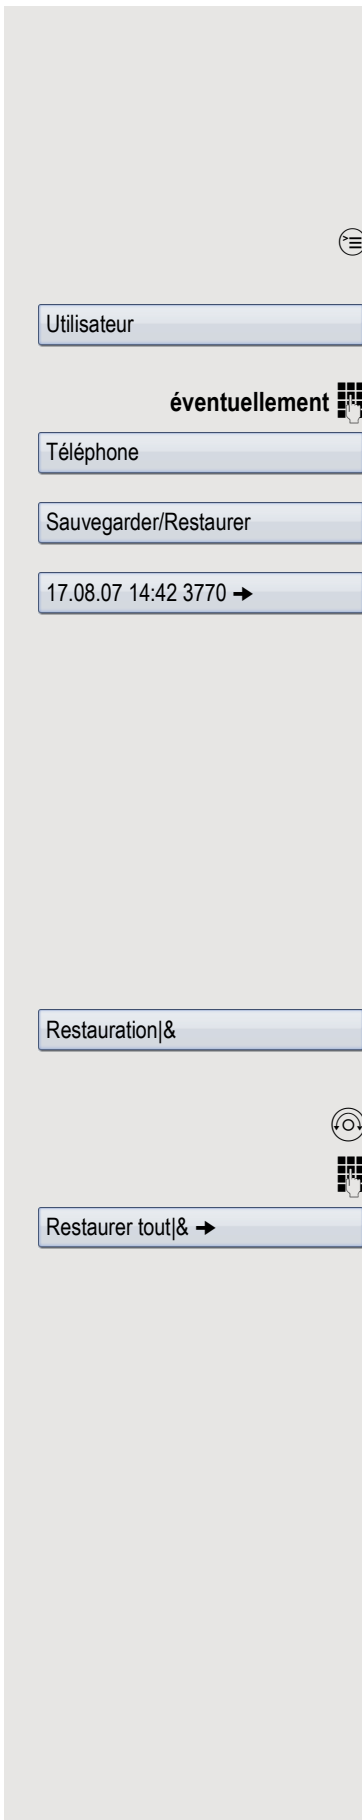 Utilisateur
éventuellement
Téléphone
Sauvegarder/Restaurer
17.08.07 14:42 3770 →
Restauration|&
Restaurer tout|& →